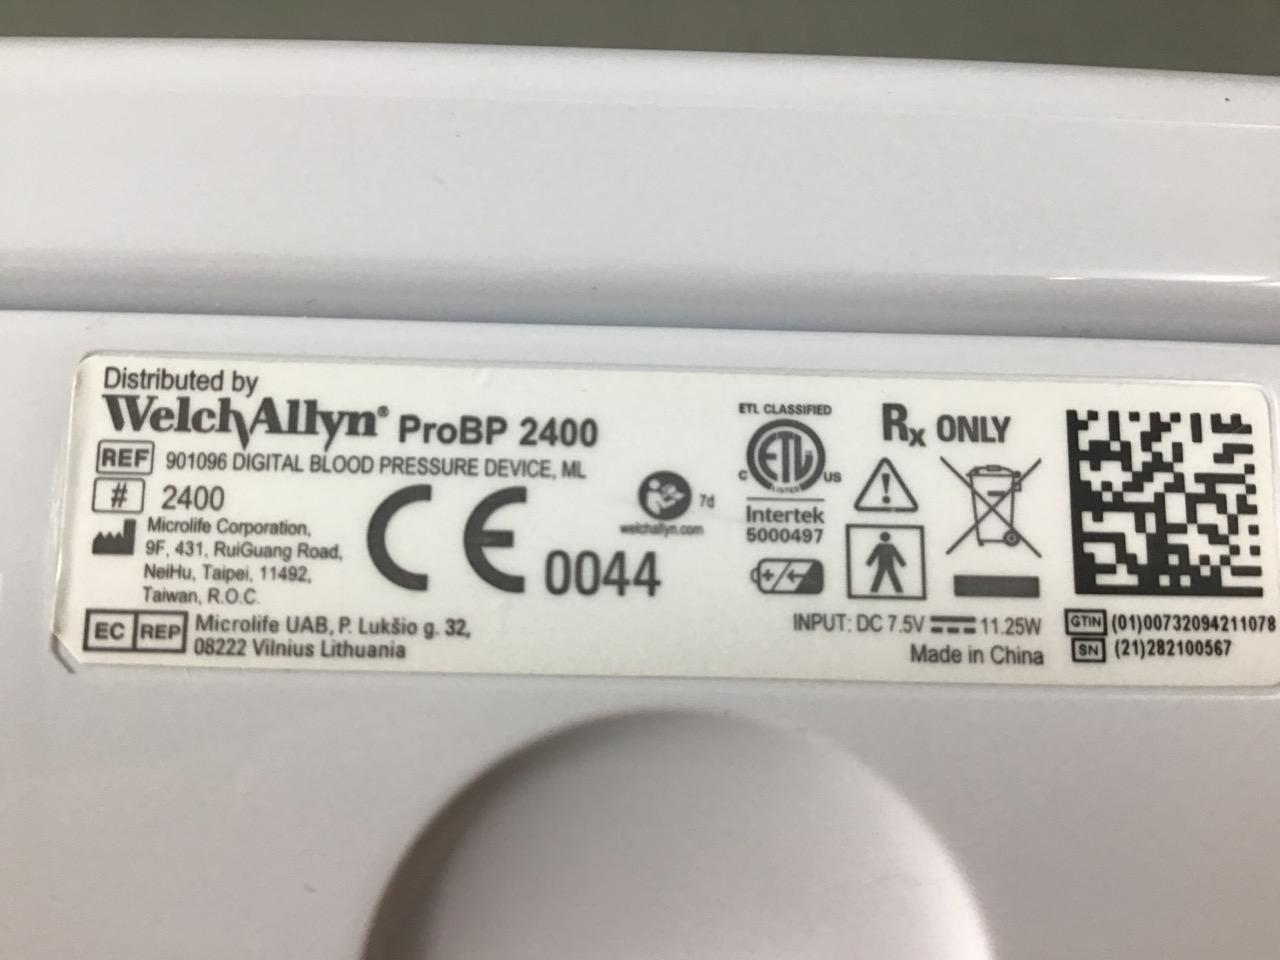 Distributed by
WelchAllyn® ProBP 2400
REF 901096 DIGITAL BLOOD PRESSURE DEVICE, ML
# 2400
Microlife Corporation,
9F, 431, RuiGuang Road,
NeiHu, Taipei, 11492,
Taiwan, R.O.C.
EC REP Microlife UAB, P. Lukšio g. 32,
08222 Vilnius Lithuania
CE 0044
7d
welchallyn.com
ETL CLASSIFIED
C ETL US
LISTED
Intertek
5000497
Rx ONLY
INPUT: DC 7.5V 11.25W
Made in China
GTIN (01)00732094211078
SN (21)282100567